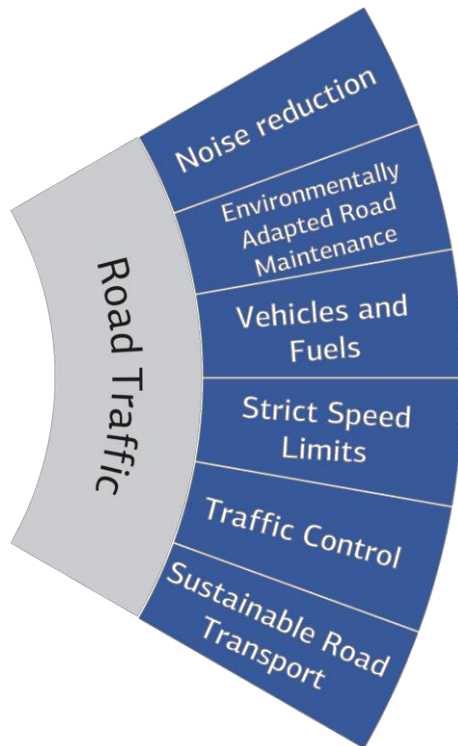 Road Traffic
Noise reduction
Environmentally
Adapted Road
Maintenance
Vehicles and
Fuels
Strict Speed
Limits
Traffic Control
Sustainable Road
Transport